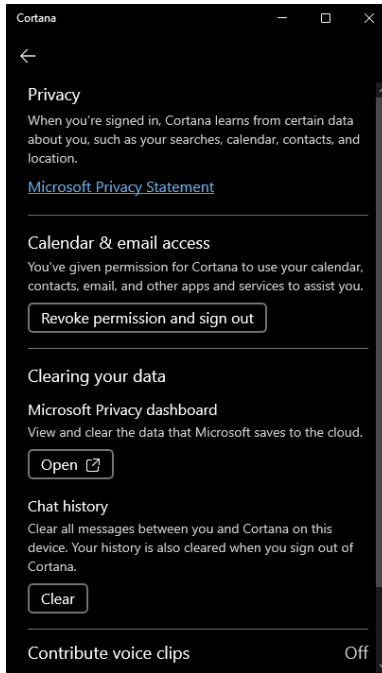 Cortana
Privacy
When you're signed in, Cortana learns from certain data
about you, such as your searches, calendar, contacts, and
location.
Microsoft Privacy Statement
Calendar & email access
You've given permission for Cortana to use your calendar,
contacts, email, and other apps and services to assist you.
Revoke permission and sign out
Clearing your data
Microsoft Privacy dashboard
View and clear the data that Microsoft saves to the cloud.
Open
Chat history
Clear all messages between you and Cortana on this
device. Your history is also cleared when you sign out of
Cortana.
Clear
Contribute voice clips Off